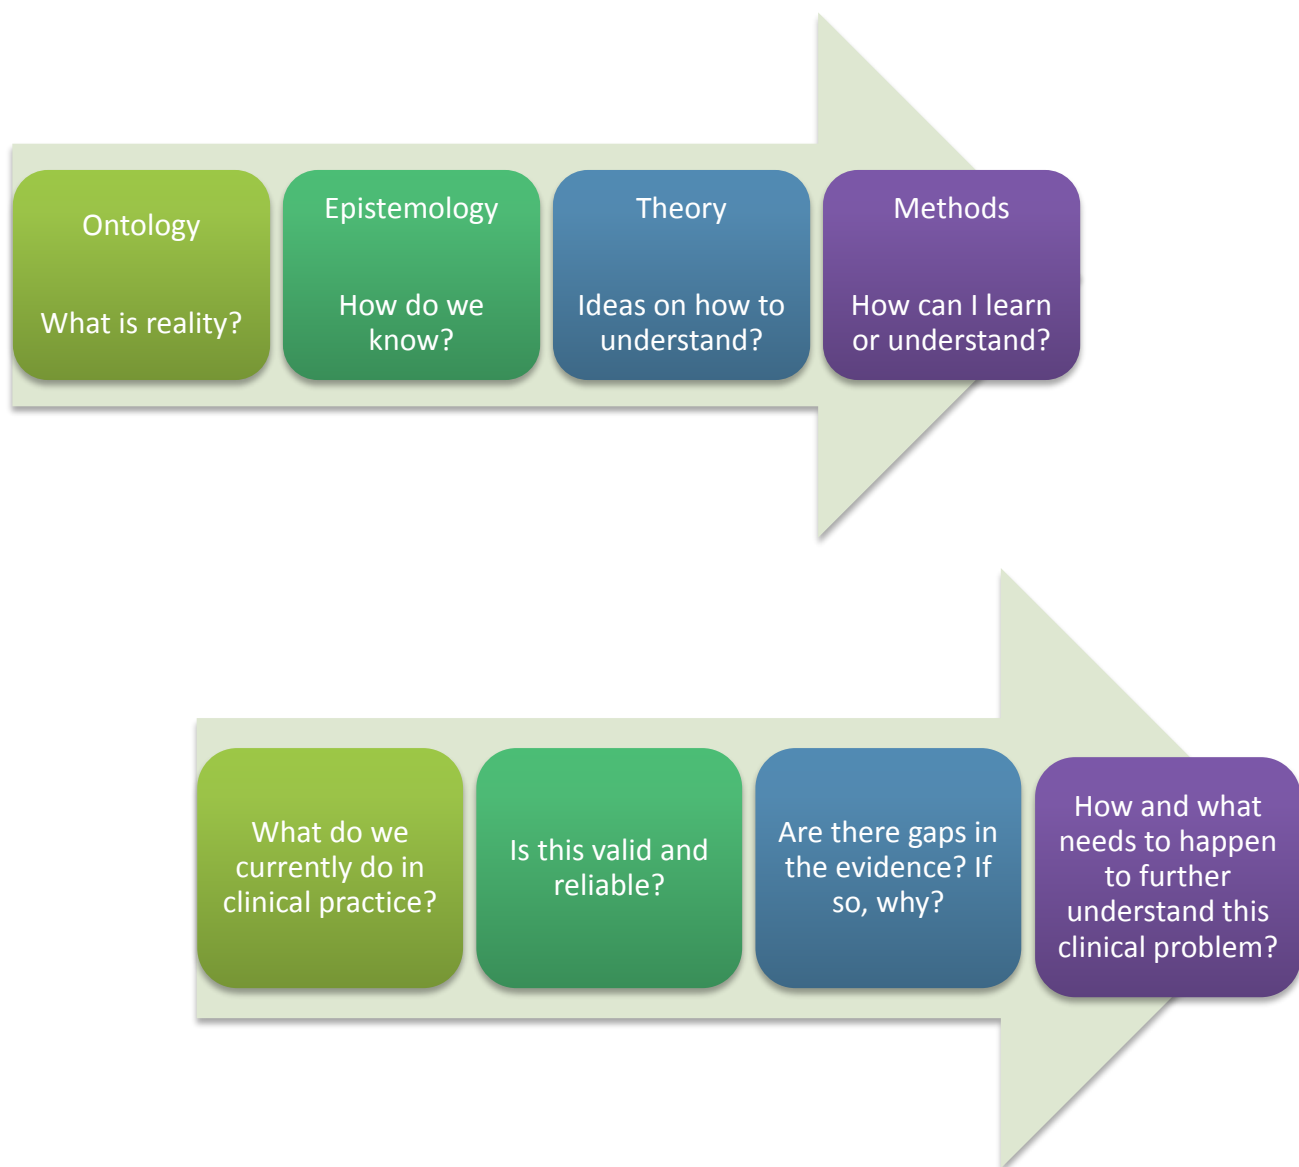 Ontology
What is reality?
Epistemology
How do we
know?
Theory
Ideas on how to
understand?
Methods
How can I learn
or understand?
What do we
currently do in
clinical practice?
Is this valid and
reliable?
Are there gaps in
the evidence? If
so, why?
How and what
needs to happen
to further
understand this
clinical problem?